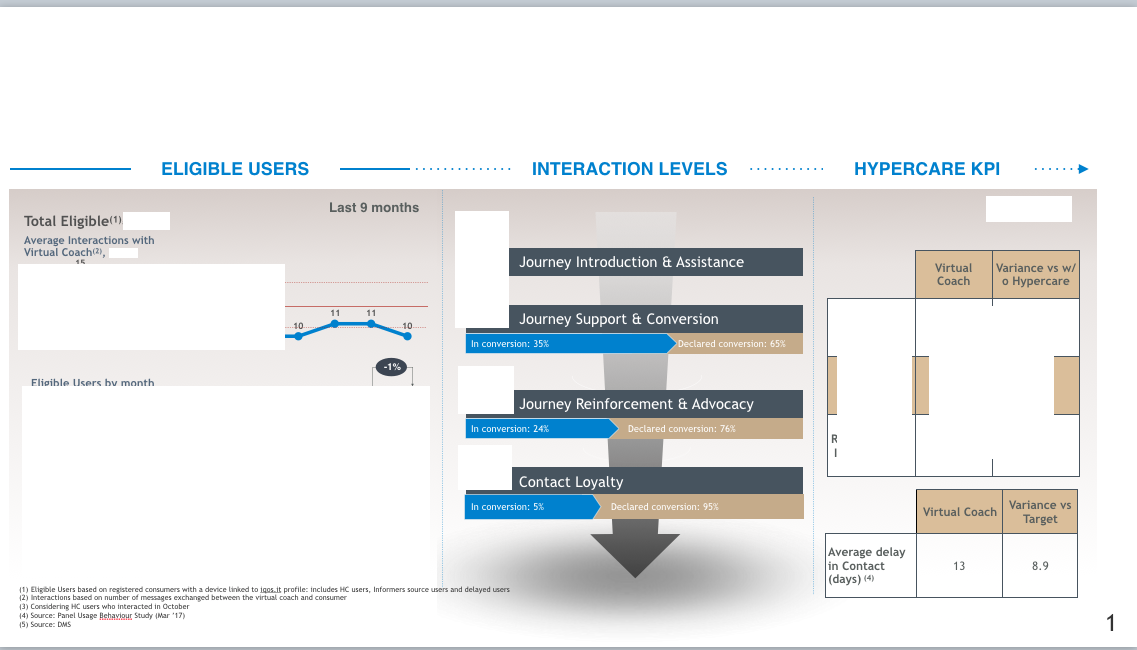 ELIGIBLE USERS
INTERACTION LEVELS
HYPERCARE KPI
Last 9 months
Total Eligible(1)
Average Interactions with
Virtual Coach(2),
15
10
11
11
10
-1%
Eligible Users by month
Journey Introduction & Assistance
Journey Support & Conversion
In conversion: 35%
Declared conversion: 65%
Journey Reinforcement & Advocacy
In conversion: 24%
Declared conversion: 76%
Contact Loyalty
In conversion: 5%
Declared conversion: 95%
Virtual
Coach
Variance vs w/
o Hypercare
R
Virtual Coach
Variance vs
Target
Average delay
in Contact
(days) (4)
13
8.9
(1) Eligible Users based on registered consumers with a device linked to iqos.it profile: includes HC users, Informers source users and delayed users
(2) Interactions based on number of messages exchanged between the virtual coach and consumer
(3) Considering HC users who interacted in October
(4) Source: Panel Usage Behaviour Study (Mar '17)
(5) Source: DMS
1